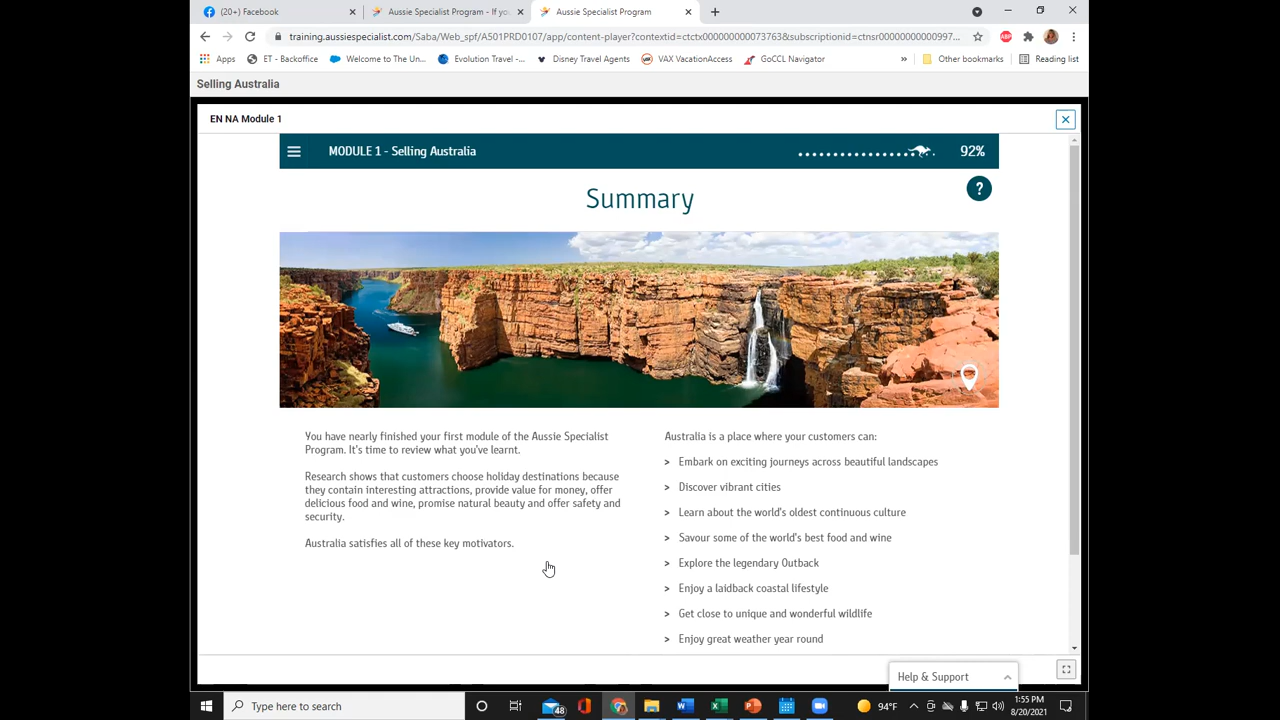 (20+) Facebook
Aussie Specialist Program - If you
Aussie Specialist Program
training.aussiespecialist.com/Saba/Web_spf/A501PRD0107/app/content-player?contextid=ctctx000000000073763&subscriptionid=ctnsr00000000000997...
ABP
Apps
ET - Backoffice
Welcome to The Un...
Evolution Travel -...
Disney Travel Agents
VAX VacationAccess
GoCCL Navigator
»
Other bookmarks
Reading list
Selling Australia
EN NA Module 1
MODULE 1 - Selling Australia
92%
Summary
?
You have nearly finished your first module of the Aussie Specialist
Program. It's time to review what you've learnt.
Research shows that customers choose holiday destinations because
they contain interesting attractions, provide value for money, offer
delicious food and wine, promise natural beauty and offer safety and
security.
Australia satisfies all of these key motivators.
Australia is a place where your customers can:
> Embark on exciting journeys across beautiful landscapes
> Discover vibrant cities
> Learn about the world's oldest continuous culture
> Savour some of the world's best food and wine
> Explore the legendary Outback
> Enjoy a laidback coastal lifestyle
> Get close to unique and wonderful wildlife
> Enjoy great weather year round
Help & Support
Type here to search
48
94°F
1:55 PM
8/20/2021